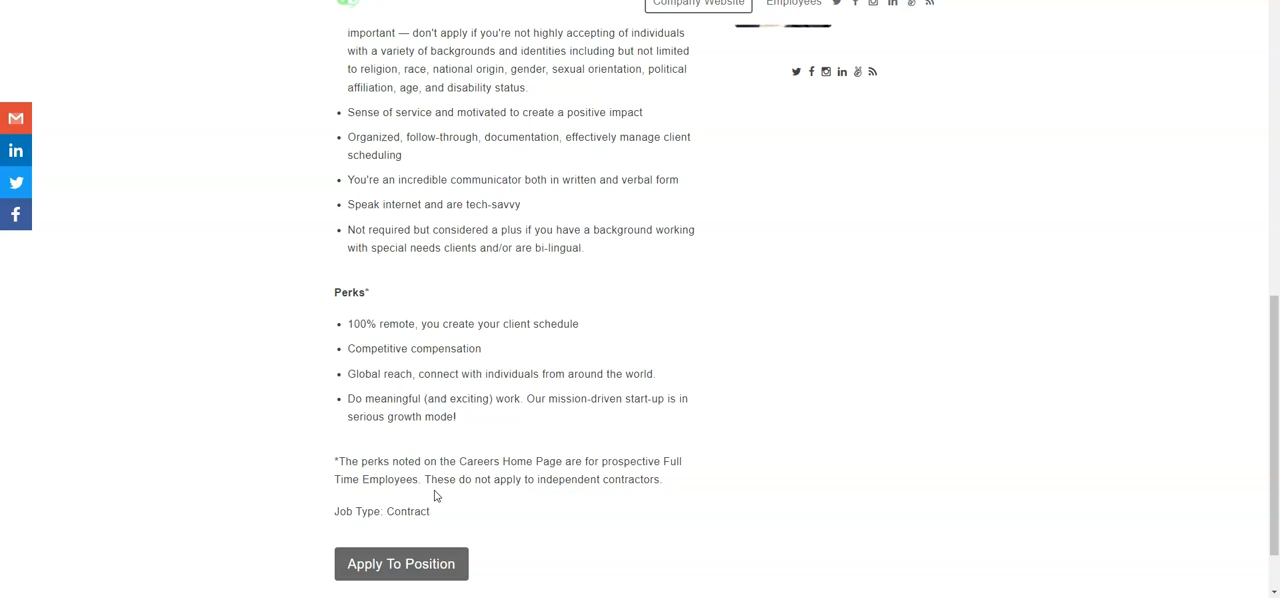 Company Website
Employees
important — don't apply if you're not highly accepting of individuals
with a variety of backgrounds and identities including but not limited
to religion, race, national origin, gender, sexual orientation, political
affiliation, age, and disability status.
Sense of service and motivated to create a positive impact
Organized, follow-through, documentation, effectively manage client
scheduling
You're an incredible communicator both in written and verbal form
Speak internet and are tech-savvy
Not required but considered a plus if you have a background working
with special needs clients and/or are bi-lingual.
Perks*
100% remote, you create your client schedule
Competitive compensation
Global reach, connect with individuals from around the world.
Do meaningful (and exciting) work. Our mission-driven start-up is in
serious growth mode!
*The perks noted on the Careers Home Page are for prospective Full
Time Employees. These do not apply to independent contractors.
Job Type: Contract
Apply To Position